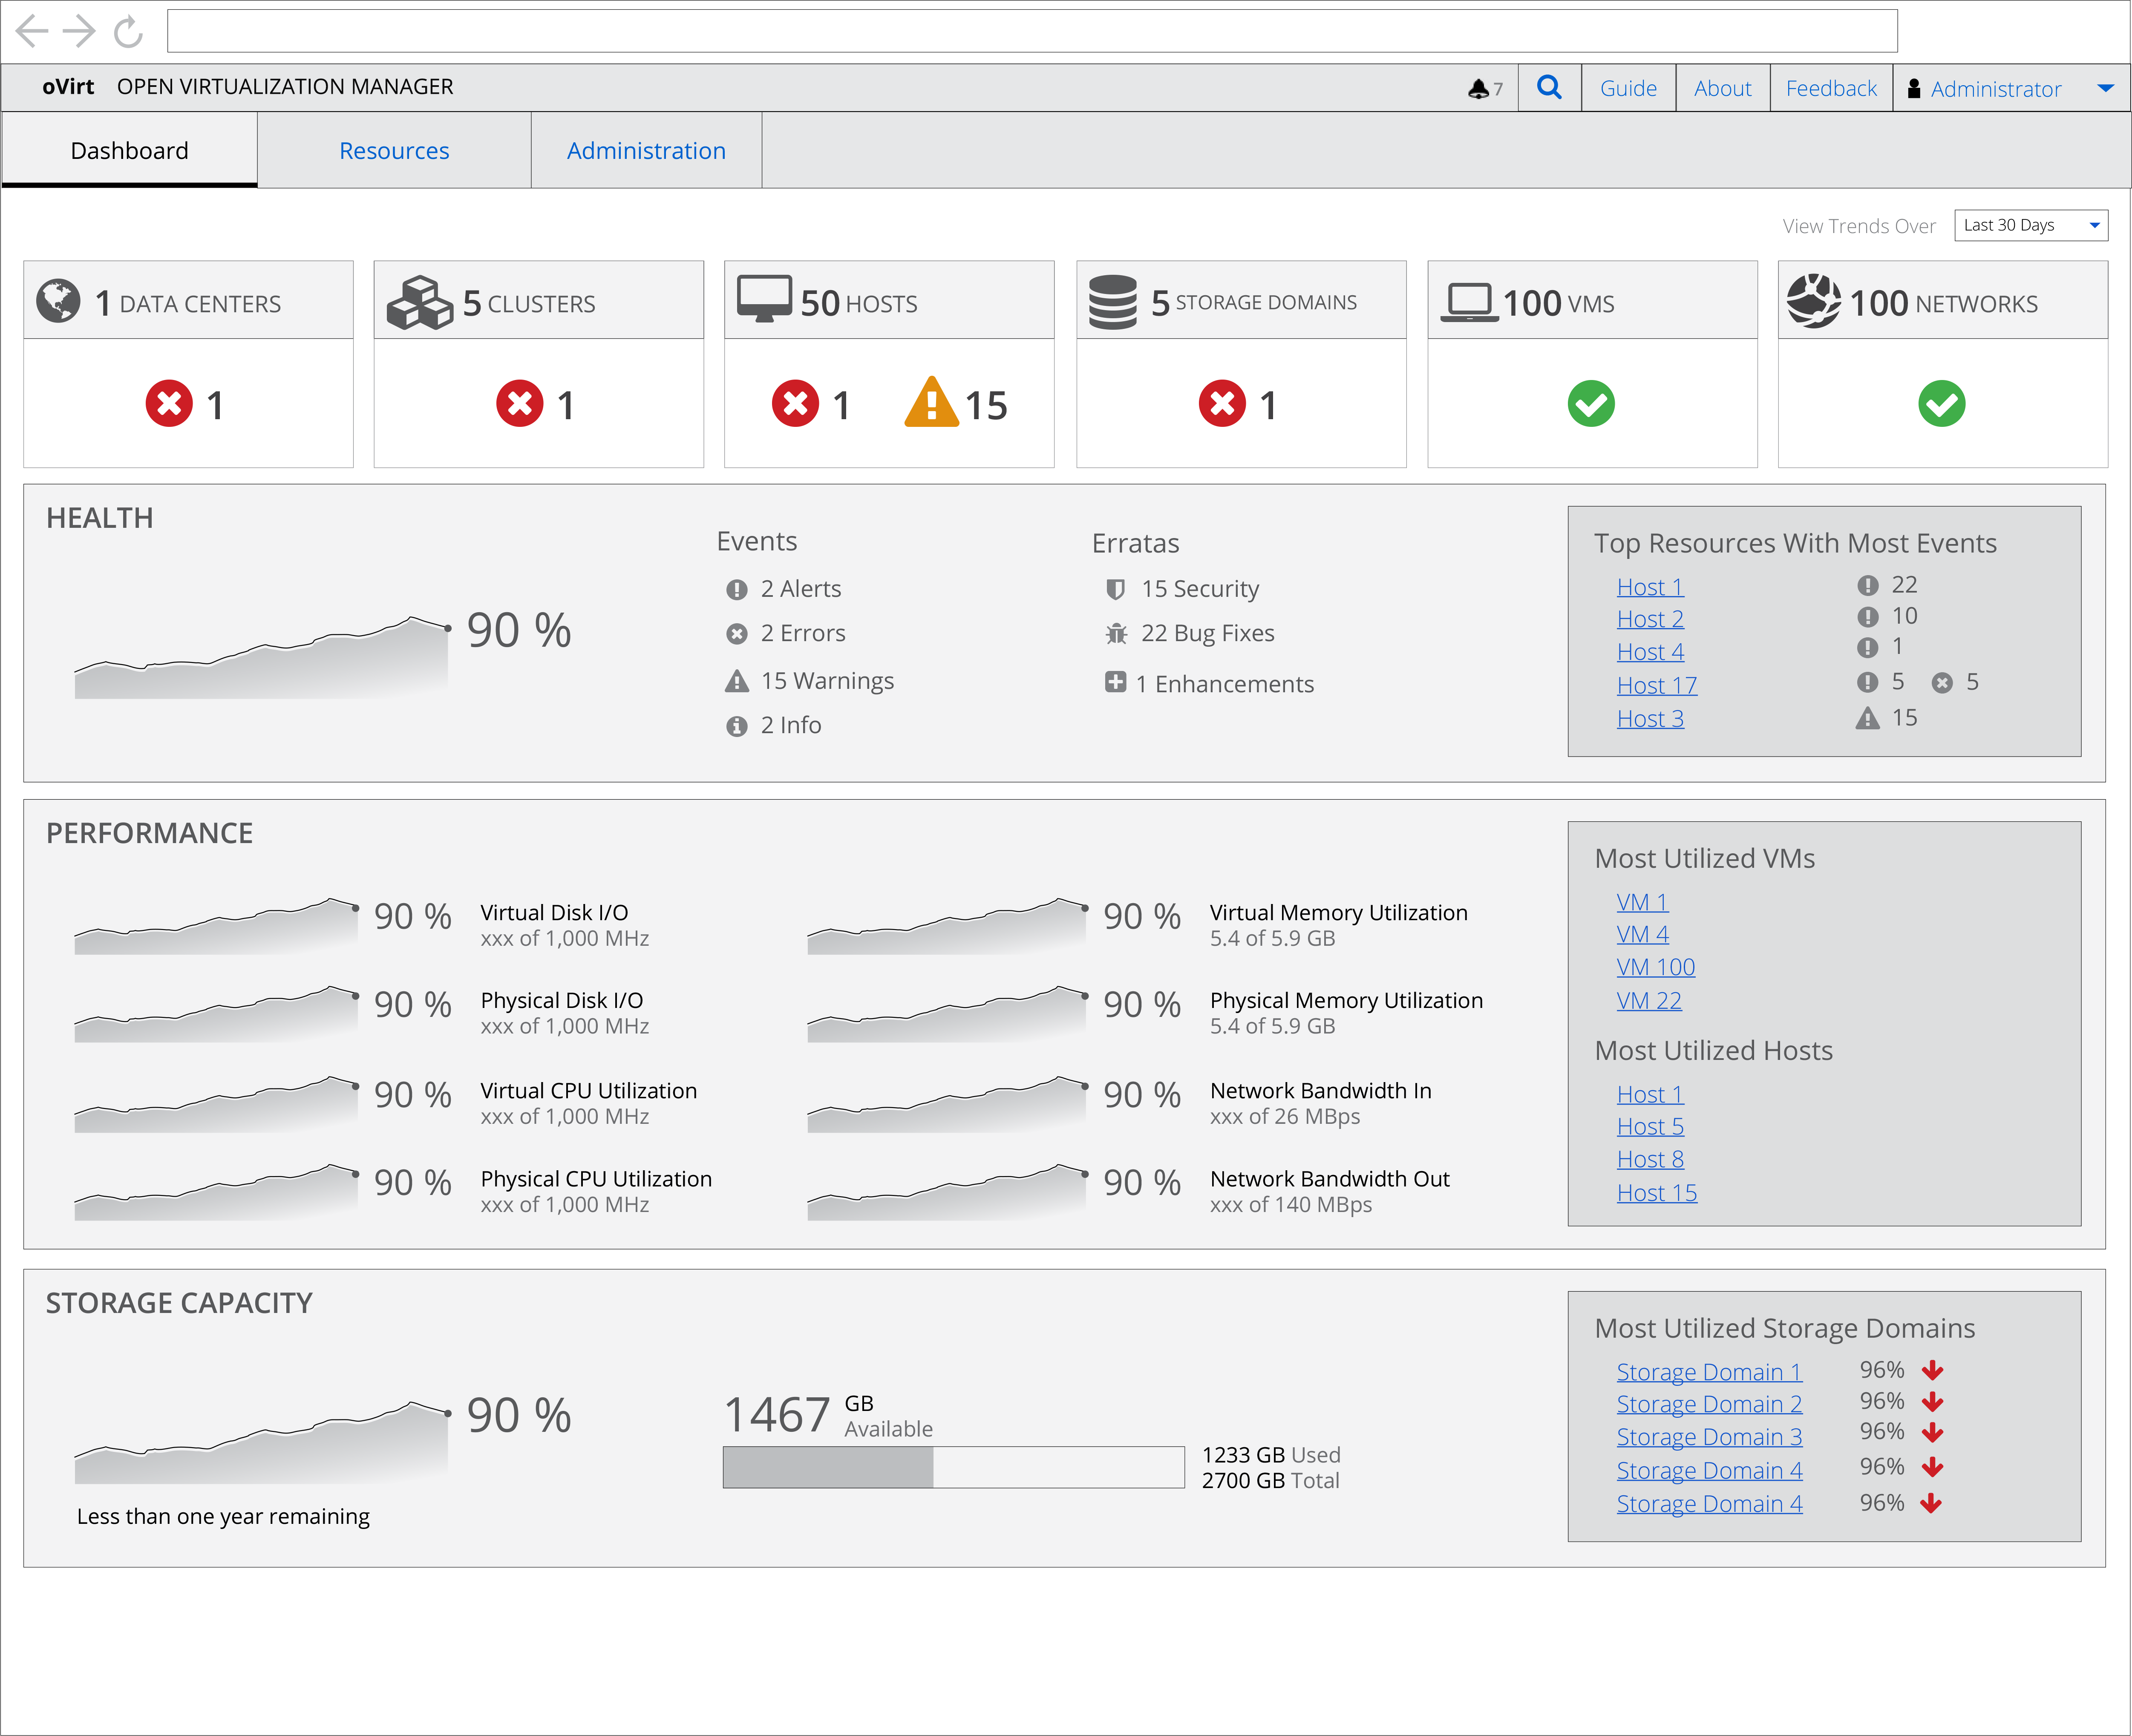 oVirt OPEN VIRTUALIZATION MANAGER
7
Guide
About
Feedback
Administrator
Dashboard
Resources
Administration
View Trends Over
Last 30 Days
1 DATA CENTERS
1
5 CLUSTERS
1
50 HOSTS
1
15
5 STORAGE DOMAINS
1
100 VMS
100 NETWORKS
HEALTH
90 %
Events
2 Alerts
2 Errors
15 Warnings
2 Info
Erratas
15 Security
22 Bug Fixes
1 Enhancements
Top Resources With Most Events
Host 1 22
Host 2 10
Host 4 1
Host 17 5 5
Host 3 15
PERFORMANCE
90 %
Virtual Disk I/O
xxx of 1,000 MHz
90 %
Physical Disk I/O
xxx of 1,000 MHz
90 %
Virtual CPU Utilization
xxx of 1,000 MHz
90 %
Physical CPU Utilization
xxx of 1,000 MHz
90 %
Virtual Memory Utilization
5.4 of 5.9 GB
90 %
Physical Memory Utilization
5.4 of 5.9 GB
90 %
Network Bandwidth In
xxx of 26 MBps
90 %
Network Bandwidth Out
xxx of 140 MBps
Most Utilized VMs
VM 1
VM 4
VM 100
VM 22
Most Utilized Hosts
Host 1
Host 5
Host 8
Host 15
STORAGE CAPACITY
90 %
Less than one year remaining
1467 GB
Available
1233 GB Used
2700 GB Total
Most Utilized Storage Domains
Storage Domain 1 96%
Storage Domain 2 96%
Storage Domain 3 96%
Storage Domain 4 96%
Storage Domain 4 96%